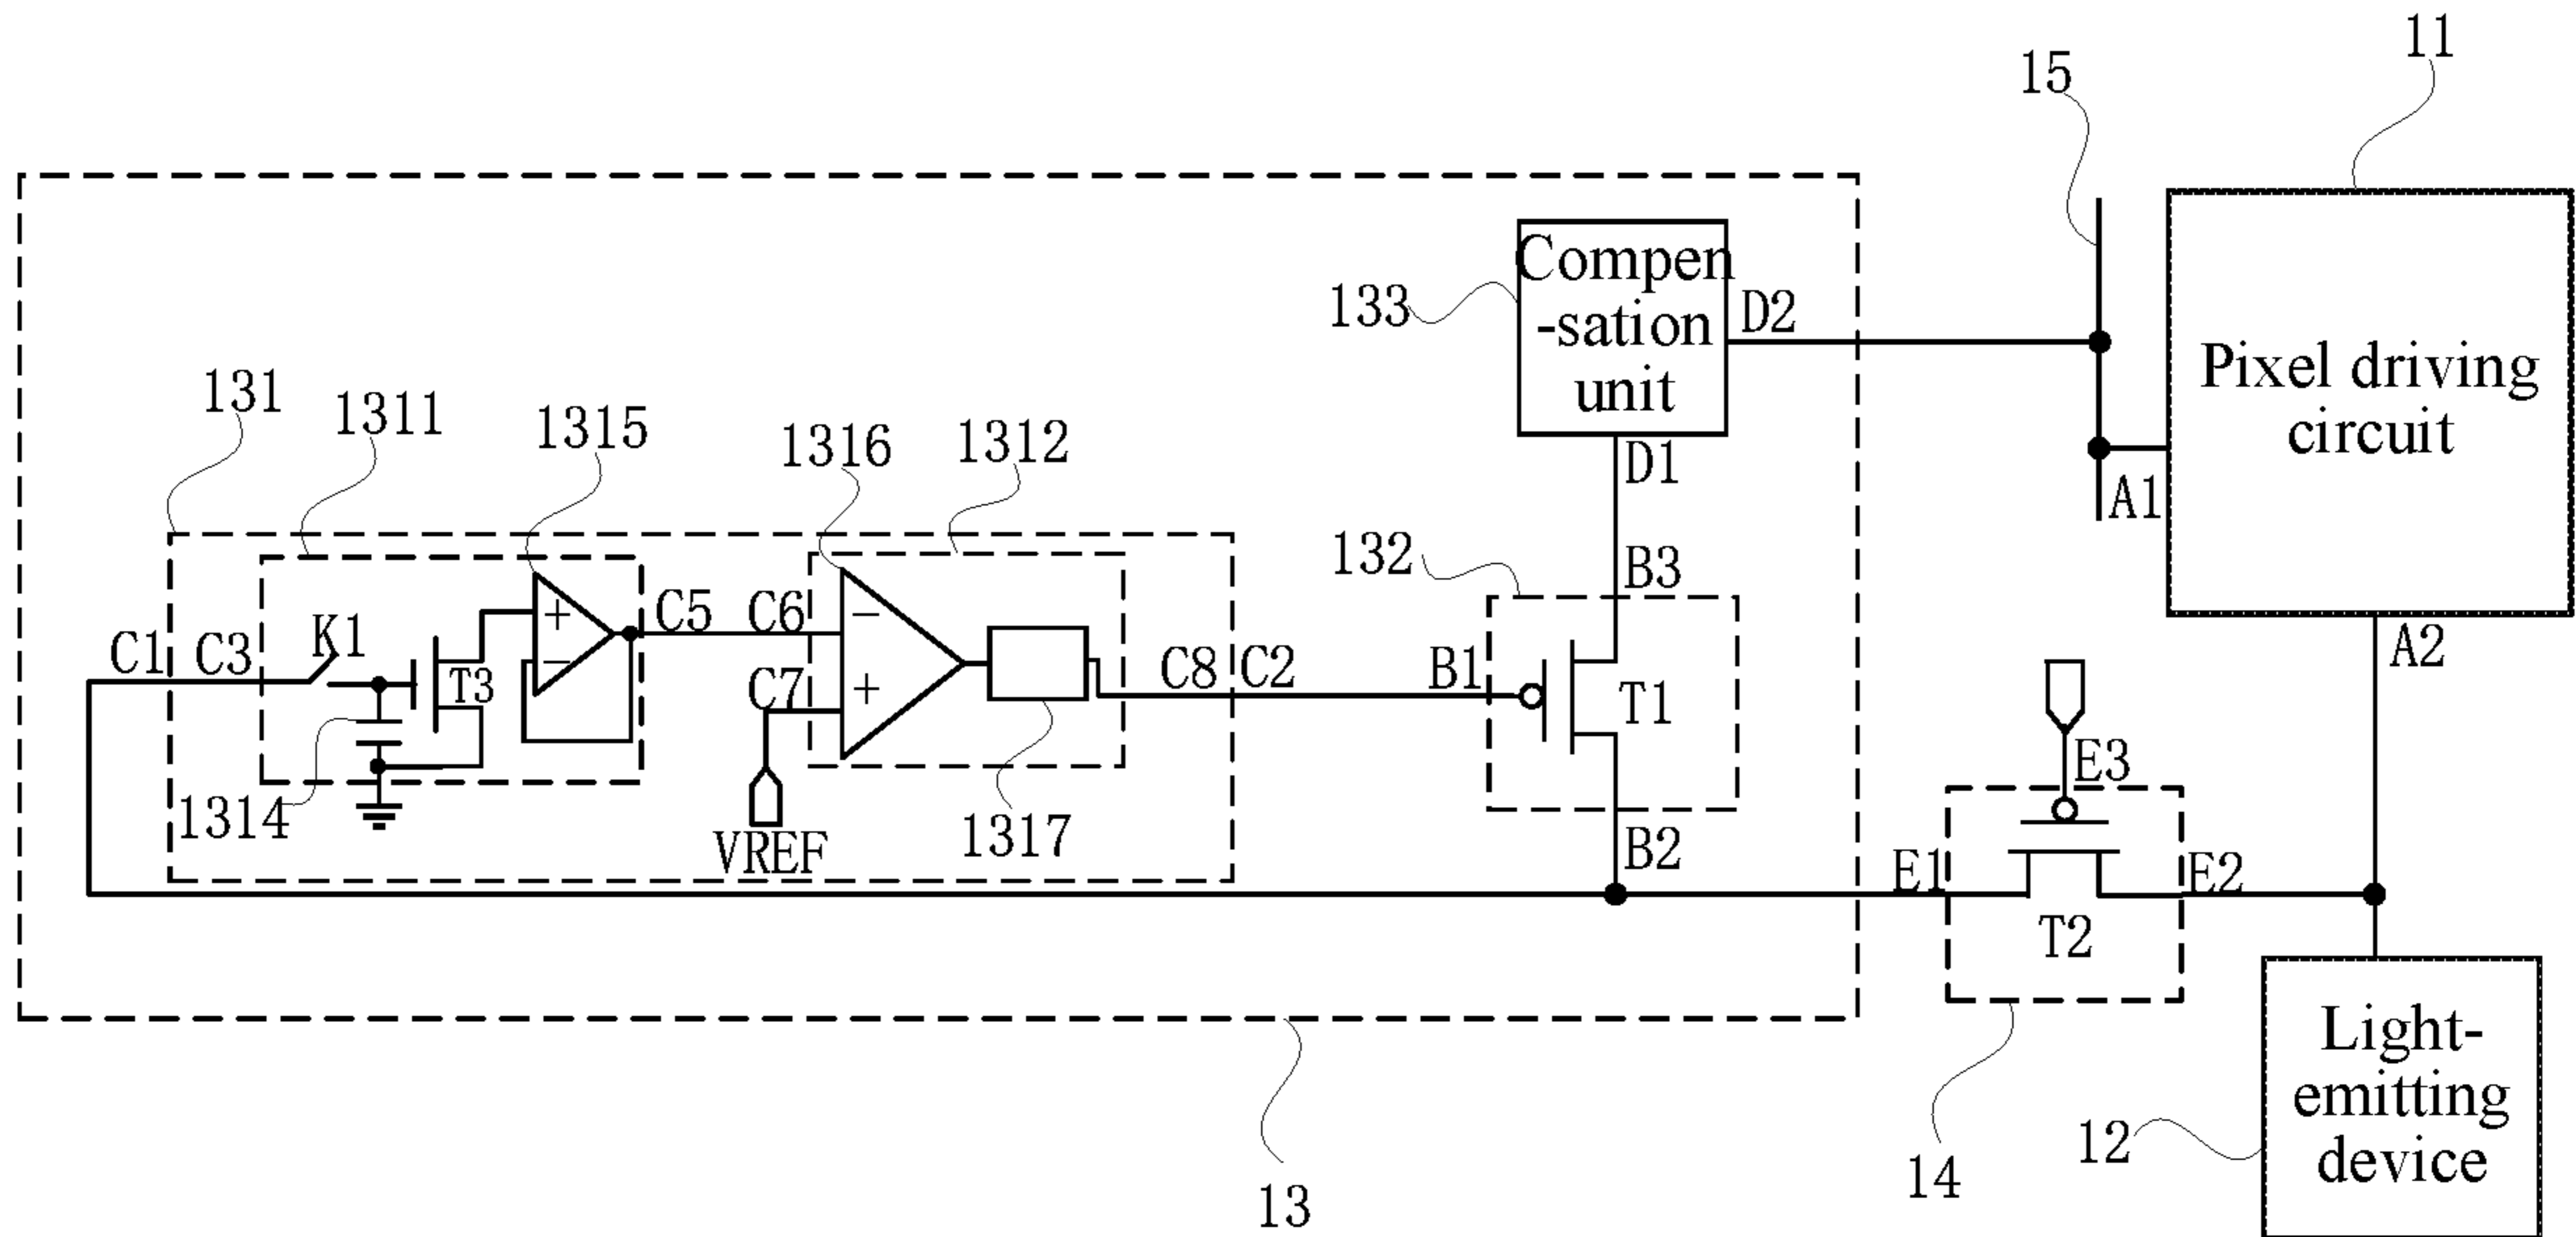 11
15
Compen
-sation
unit
133
D2
Pixel driving
circuit
131
1311
1315
1316
1312
D1
A1
132
B3
C1
C3
K1
T3
+
−
C5
C6
−
+
C7
C8
C2
B1
T1
A2
1314
VREF
1317
B2
E3
E1
E2
T2
Light-
emitting
device
12
14
13